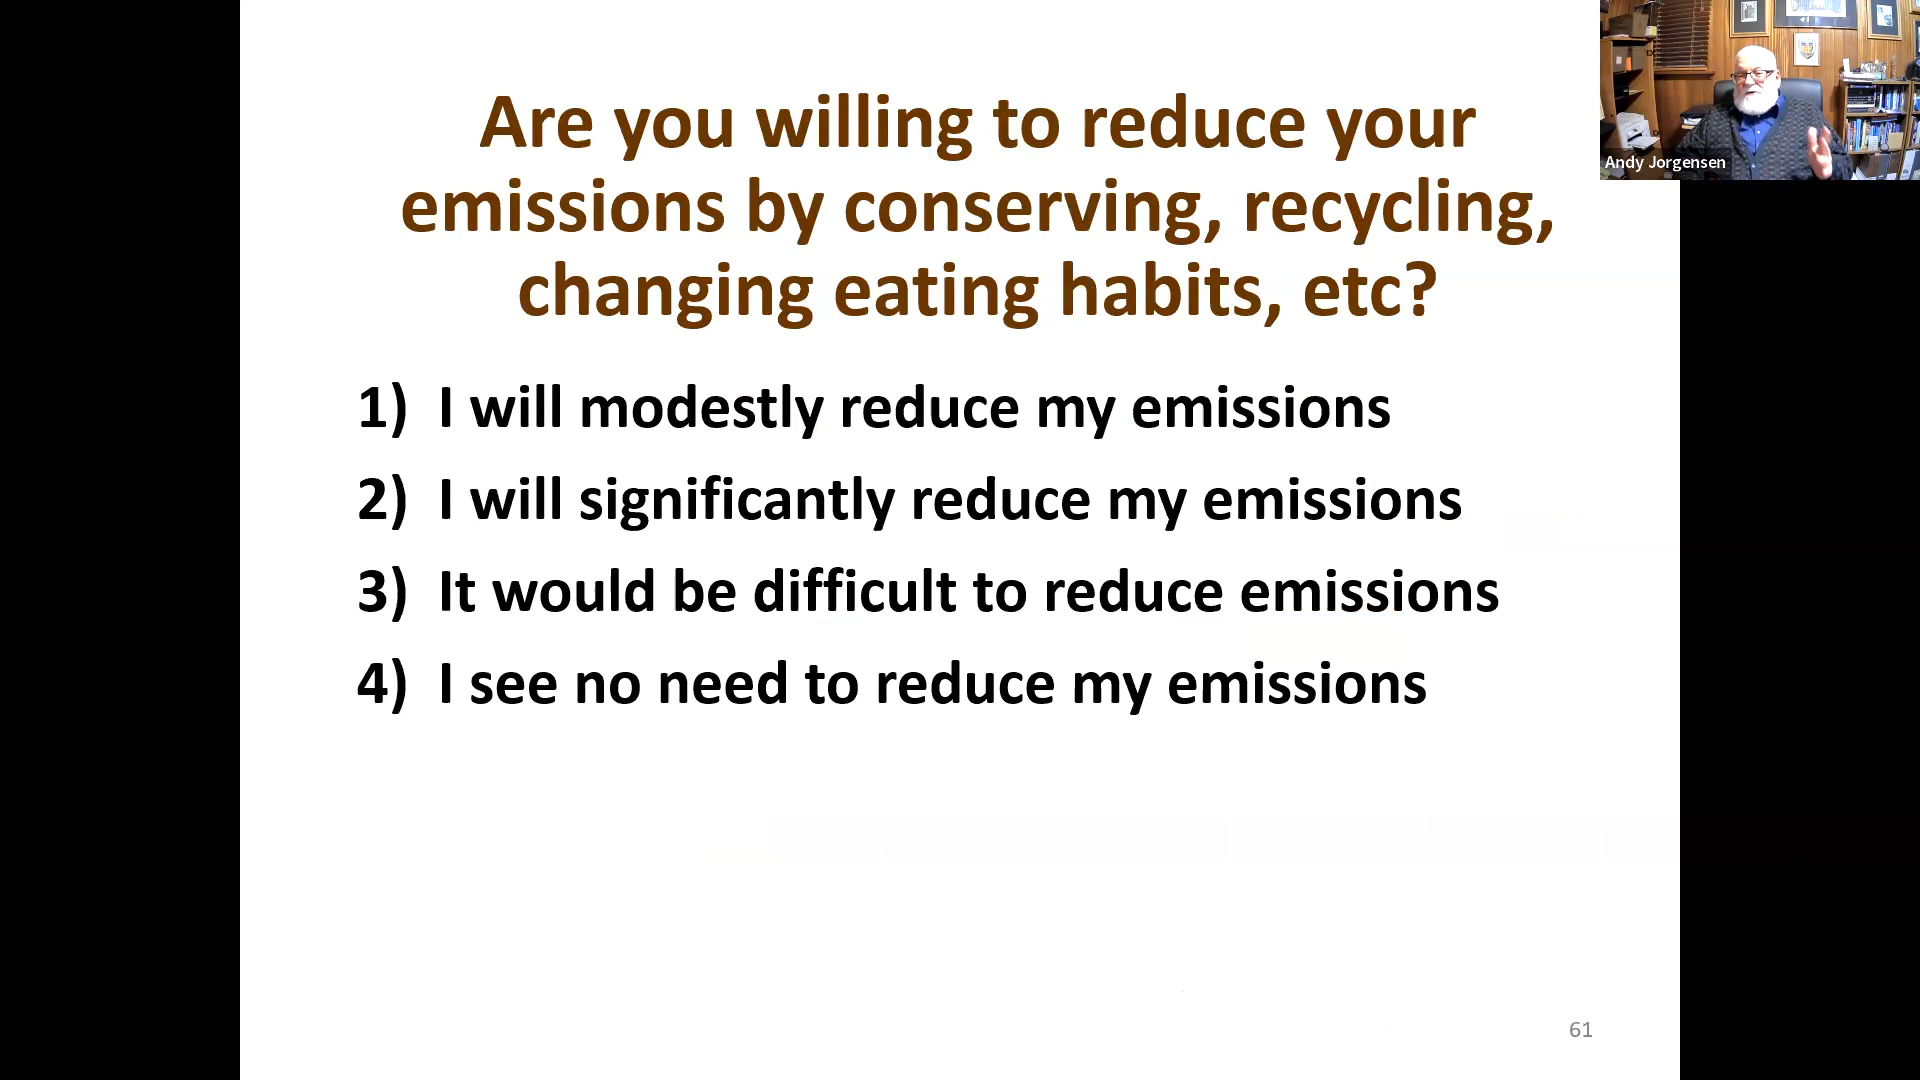 Are you willing to reduce your
emissions by conserving, recycling,
changing eating habits, etc?
1) I will modestly reduce my emissions
2) I will significantly reduce my emissions
3) It would be difficult to reduce emissions
4) I see no need to reduce my emissions
61
Andy Jorgensen